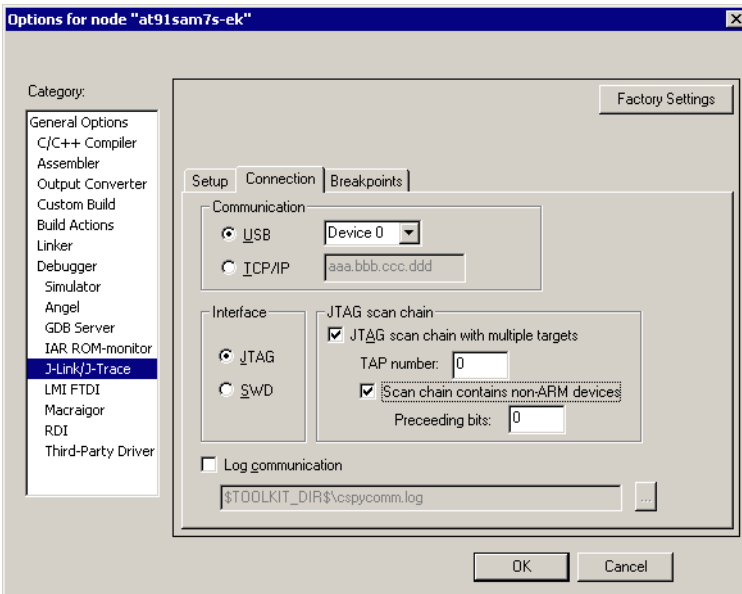 Options for node "at91sam7s-ek"
Category:
General Options
C/C++ Compiler
Assembler
Output Converter
Custom Build
Build Actions
Linker
Debugger
Simulator
Angel
GDB Server
IAR ROM-monitor
J-Link/J-Trace
LMI FTDI
Macraigor
RDI
Third-Party Driver
Factory Settings
Setup Connection Breakpoints
Communication
USB Device 0
TCP/IP aaa.bbb.ccc.ddd
Interface
JTAG
SWD
JTAG scan chain
JTAG scan chain with multiple targets
TAP number: 0
Scan chain contains non-ARM devices
Preceeding bits: 0
Log communication
$TOOLKIT_DIR$\cspycomm.log ...
OK Cancel